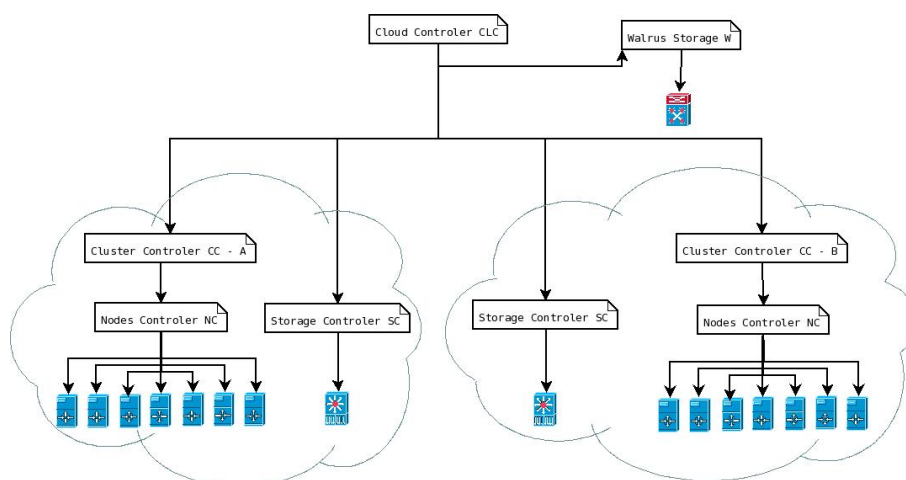 Cloud Controler CLC
Walrus Storage W
Cluster Controler CC - A
Cluster Controler CC - B
Nodes Controler NC
Storage Controler SC
Storage Controler SC
Nodes Controler NC